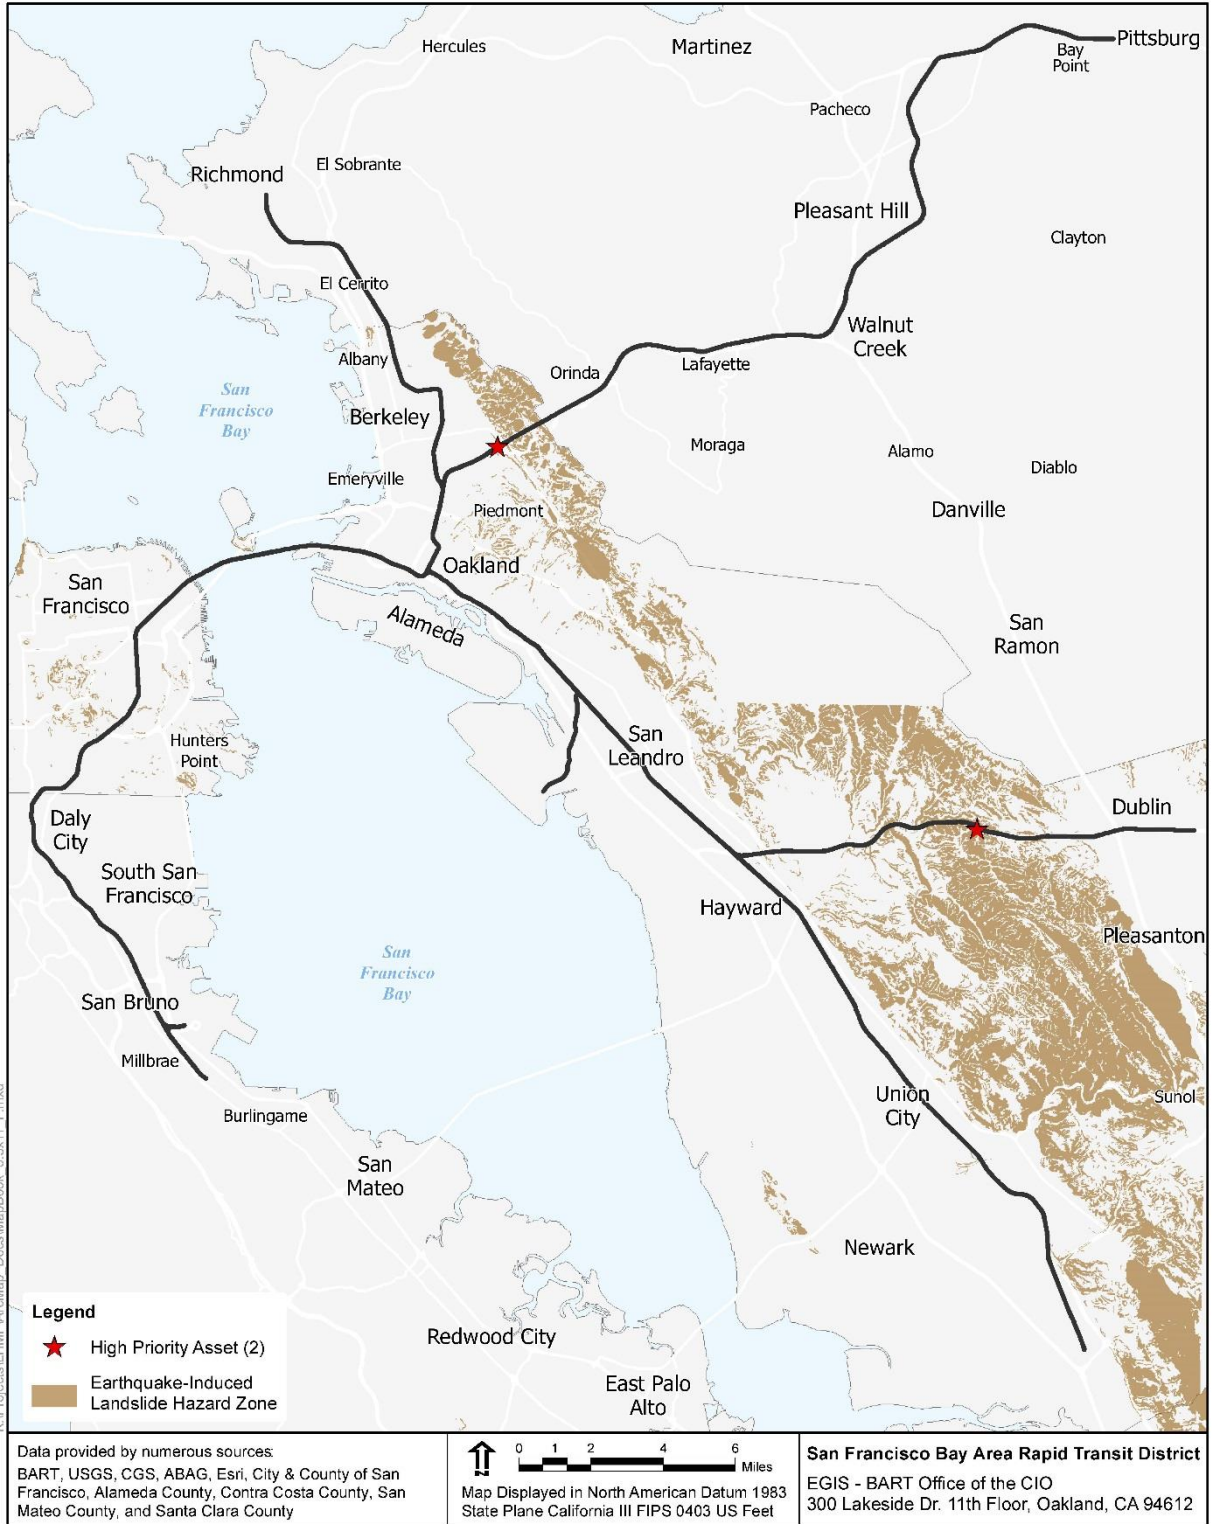 Hercules
Martinez
Pittsburg
Bay
Point
Pacheco
El Sobrante
Richmond
Pleasant Hill
Clayton
El Cerrito
Walnut
Creek
Albany
Orinda
Lafayette
San
Francisco
Bay
Berkeley
Moraga
Alamo
Diablo
Emeryville
Piedmont
Danville
Oakland
San
Francisco
Alameda
San
Ramon
Hunters
Point
San
Leandro
Dublin
Daly
City
South San
Francisco
Hayward
Pleasanton
San
Francisco
Bay
San Bruno
Millbrae
Union
City
Sunol
Burlingame
San
Mateo
Newark
Redwood City
East Palo
Alto
Legend
High Priority Asset (2)
Earthquake-Induced
Landslide Hazard Zone
Data provided by numerous sources:
BART, USGS, CGS, ABAG, Esri, City & County of San
Francisco, Alameda County, Contra Costa County, San
Mateo County, and Santa Clara County
N
0 1 2 4 6
Miles
Map Displayed in North American Datum 1983
State Plane California III FIPS 0403 US Feet
San Francisco Bay Area Rapid Transit District
EGIS - BART Office of the CIO
300 Lakeside Dr. 11th Floor, Oakland, CA 94612